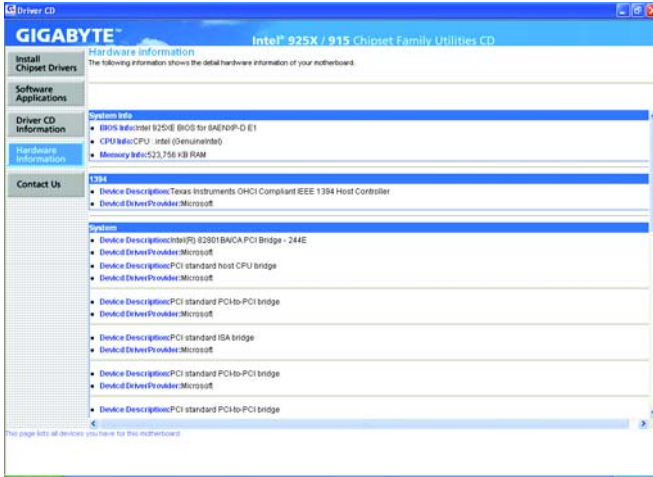 Driver CD
GIGABYTE™
Intel® 925X / 915 Chipset Family Utilities CD
Install
Chipset Drivers
Software
Applications
Driver CD
Information
Hardware
Information
Contact Us
Hardware information
The following information shows the detail hardware information of your motherboard.
System Info
• BIOS Info:Intel 925XE BIOS for 8AENXP-D E1
• CPU Info:CPU : intel (GenuineIntel)
• Memory Info:523,756 KB RAM
1394
• Device Description:Texas Instruments OHCI Compliant IEEE 1394 Host Controller
• Devicd DriverProvider:Microsoft
System
• Device Description:Intel(R) 82801BA/CA PCI Bridge - 244E
• Devicd DriverProvider:Microsoft
• Device Description:PCI standard host CPU bridge
• Devicd DriverProvider:Microsoft
• Device Description:PCI standard PCI-to-PCI bridge
• Devicd DriverProvider:Microsoft
• Device Description:PCI standard ISA bridge
• Devicd DriverProvider:Microsoft
• Device Description:PCI standard PCI-to-PCI bridge
• Devicd DriverProvider:Microsoft
• Device Description:PCI standard PCI-to-PCI bridge
This page lists all devices you have for this motherboard